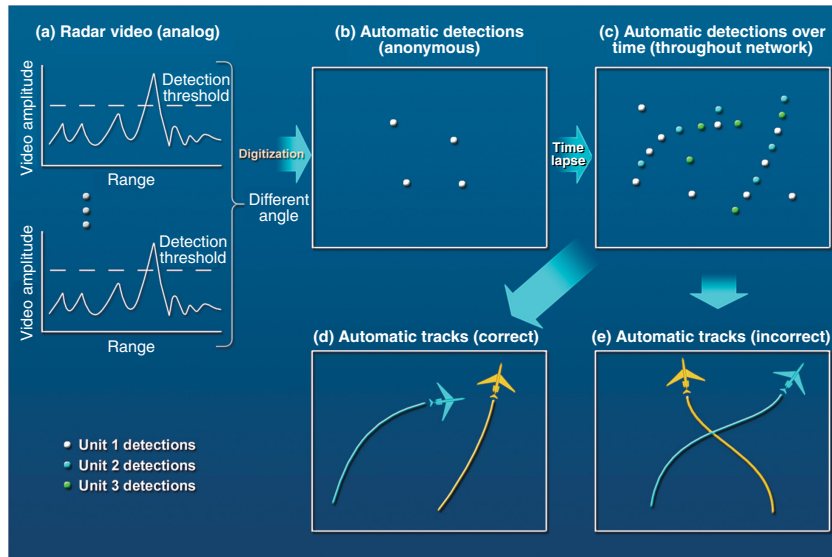 (a) Radar video (analog)
Video amplitude
Detection
threshold
Range
Video amplitude
Detection
threshold
Range
Different
angle
Digitization
(b) Automatic detections
(anonymous)
Time
lapse
(c) Automatic detections over
time (throughout network)
(d) Automatic tracks (correct)
(e) Automatic tracks (incorrect)
Unit 1 detections
Unit 2 detections
Unit 3 detections